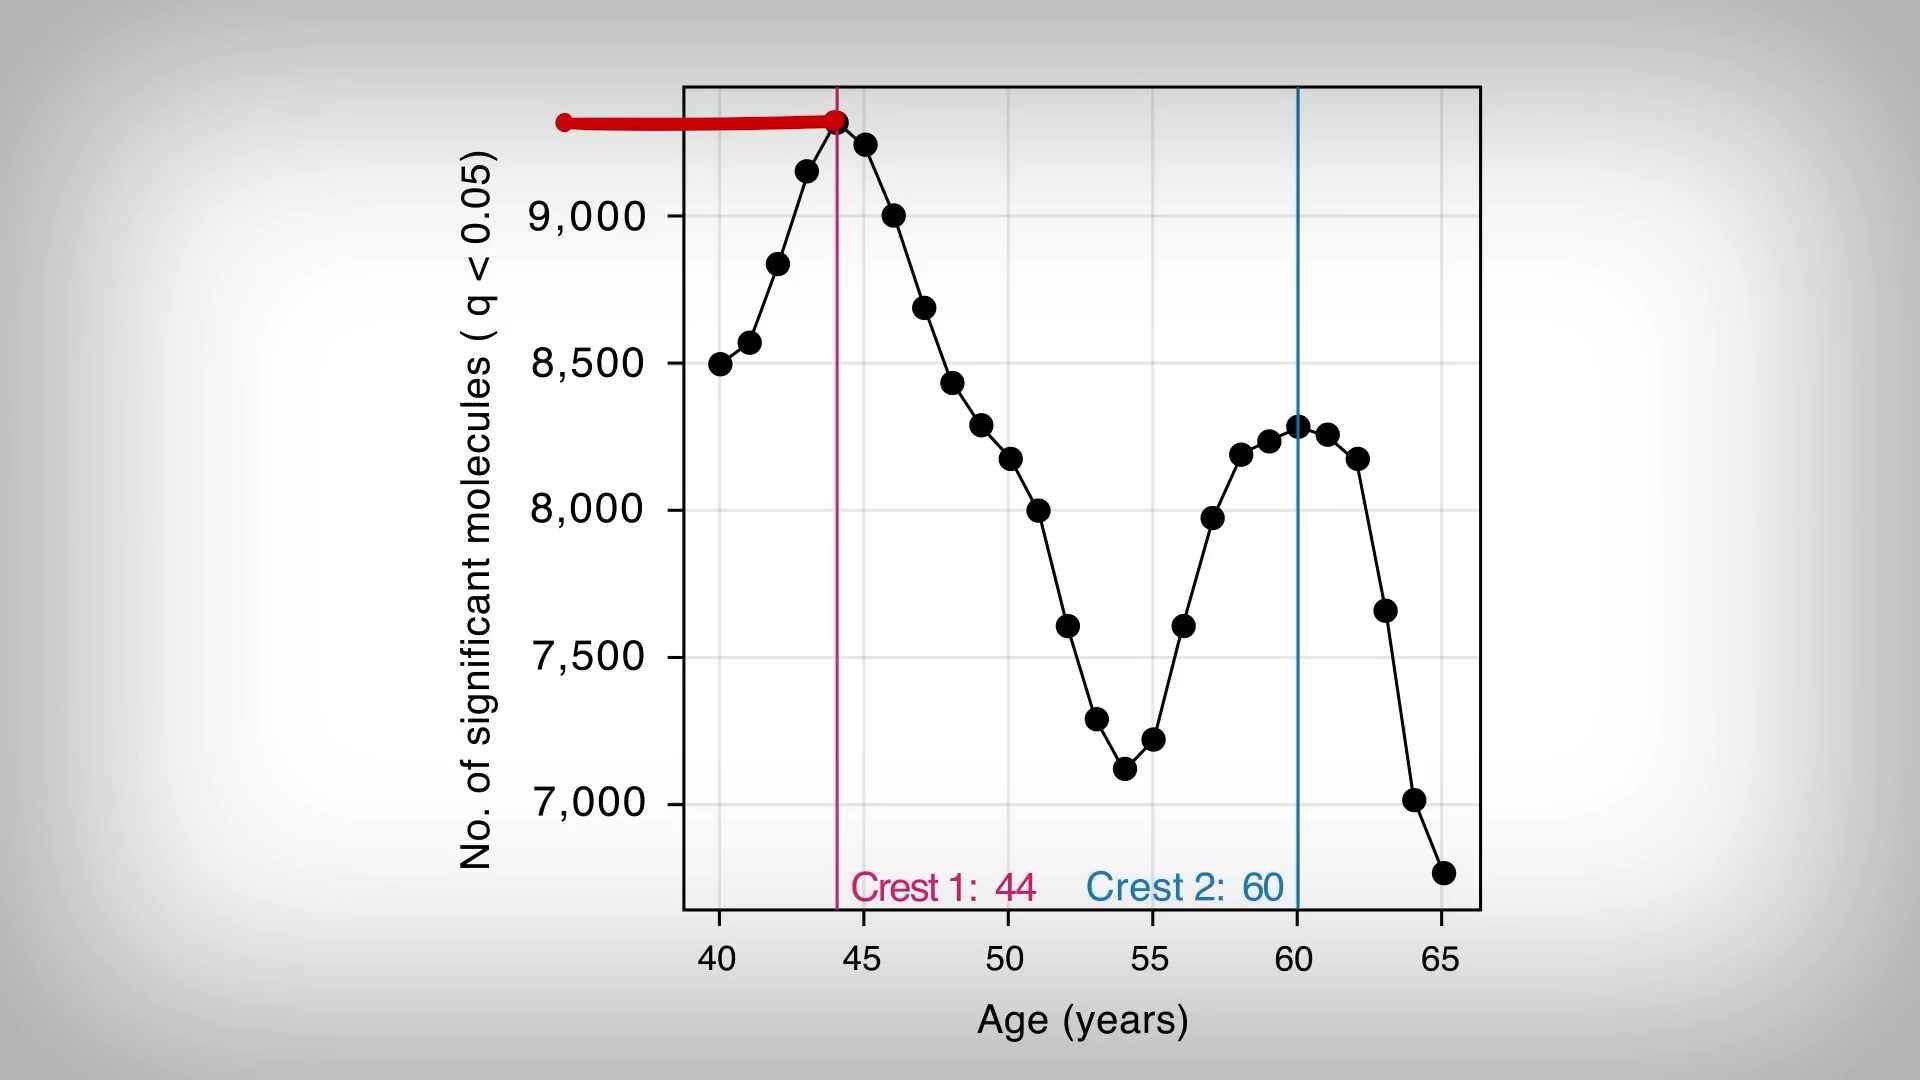 No. of significant molecules ( q < 0.05)
9,000
8,500
8,000
7,500
7,000
Crest 1: 44
Crest 2: 60
40 45 50 55 60 65
Age (years)